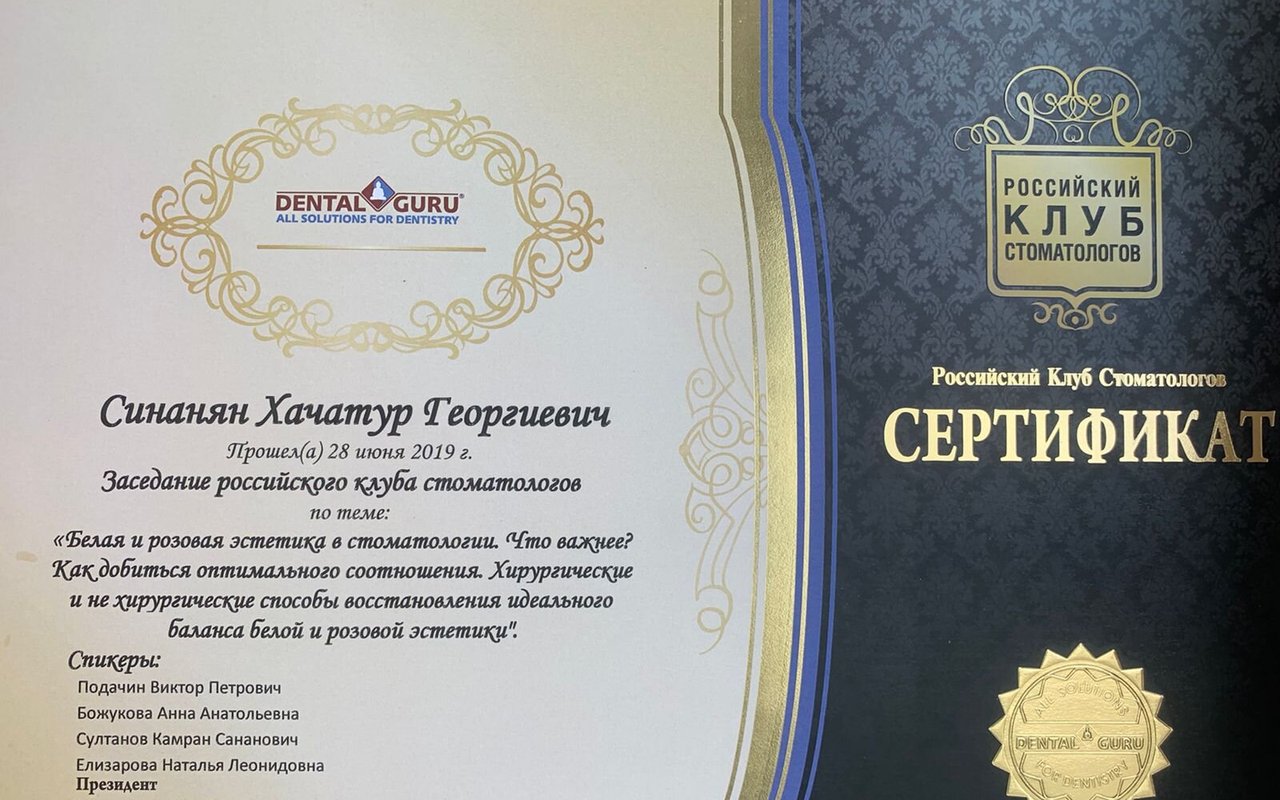 DENTAL GURU®
ALL SOLUTIONS FOR DENTISTRY
Синанян Хачатур Георгиевич
Прошел(а) 28 июня 2019 г.
Заседание российского клуба стоматологов
по теме:
«Белая и розовая эстетика в стоматологии. Что важнее?
Как добиться оптимального соотношения. Хирургические
и не хирургические способы восстановления идеального
баланса белой и розовой эстетики".
Спикеры:
Подачин Виктор Петрович
Божукова Анна Анатольевна
Султанов Камран Сананович
Елизарова Наталья Леонидовна
Президент
РОССИЙСКИЙ
КЛУБ
СТОМАТОЛОГОВ
Российский Клуб Стоматологов
СЕРТИФИКАТ
ALL SOLUTIONS
DENTAL GURU
FOR DENTISTRY